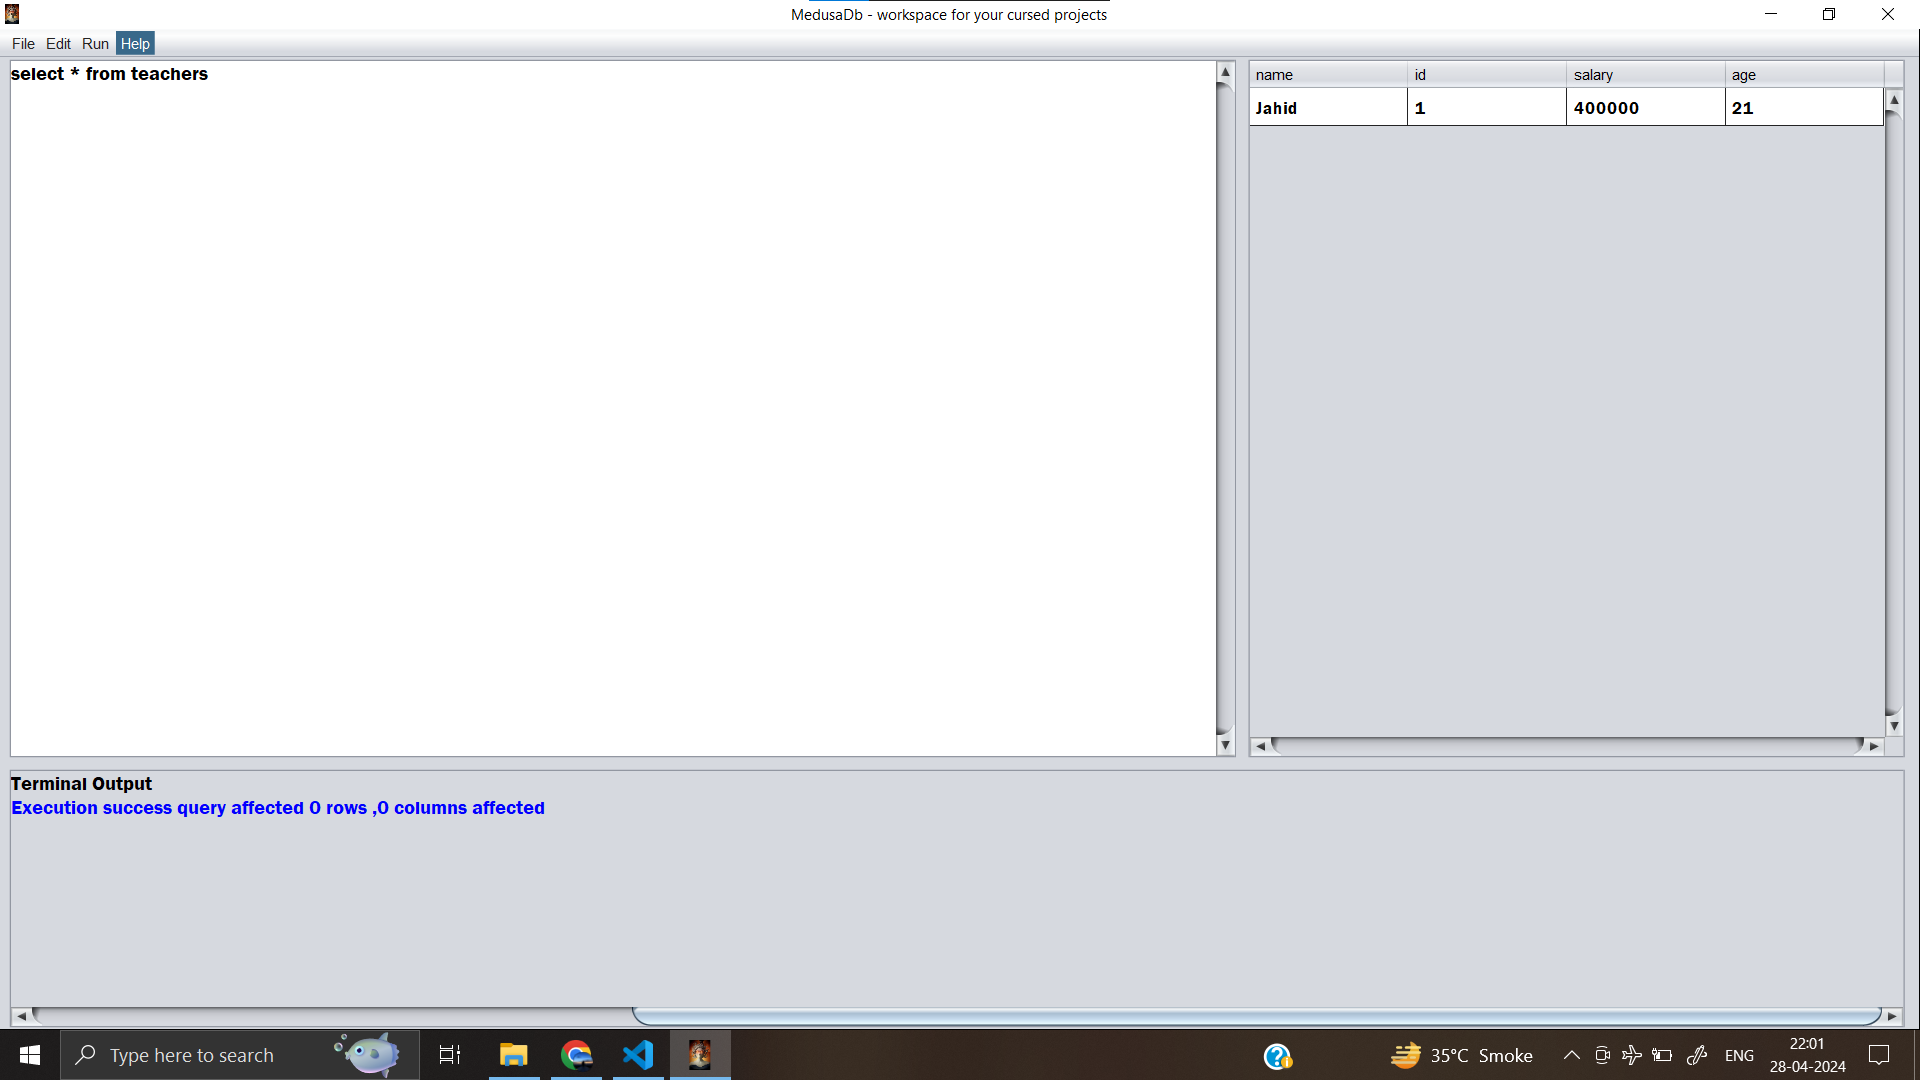 MedusaDb - workspace for your cursed projects
File Edit Run Help
select * from teachers
name id salary age
Jahid 1 400000 21
Terminal Output
Execution success query affected 0 rows ,0 columns affected
Type here to search
35°C Smoke
ENG
22:01
28-04-2024